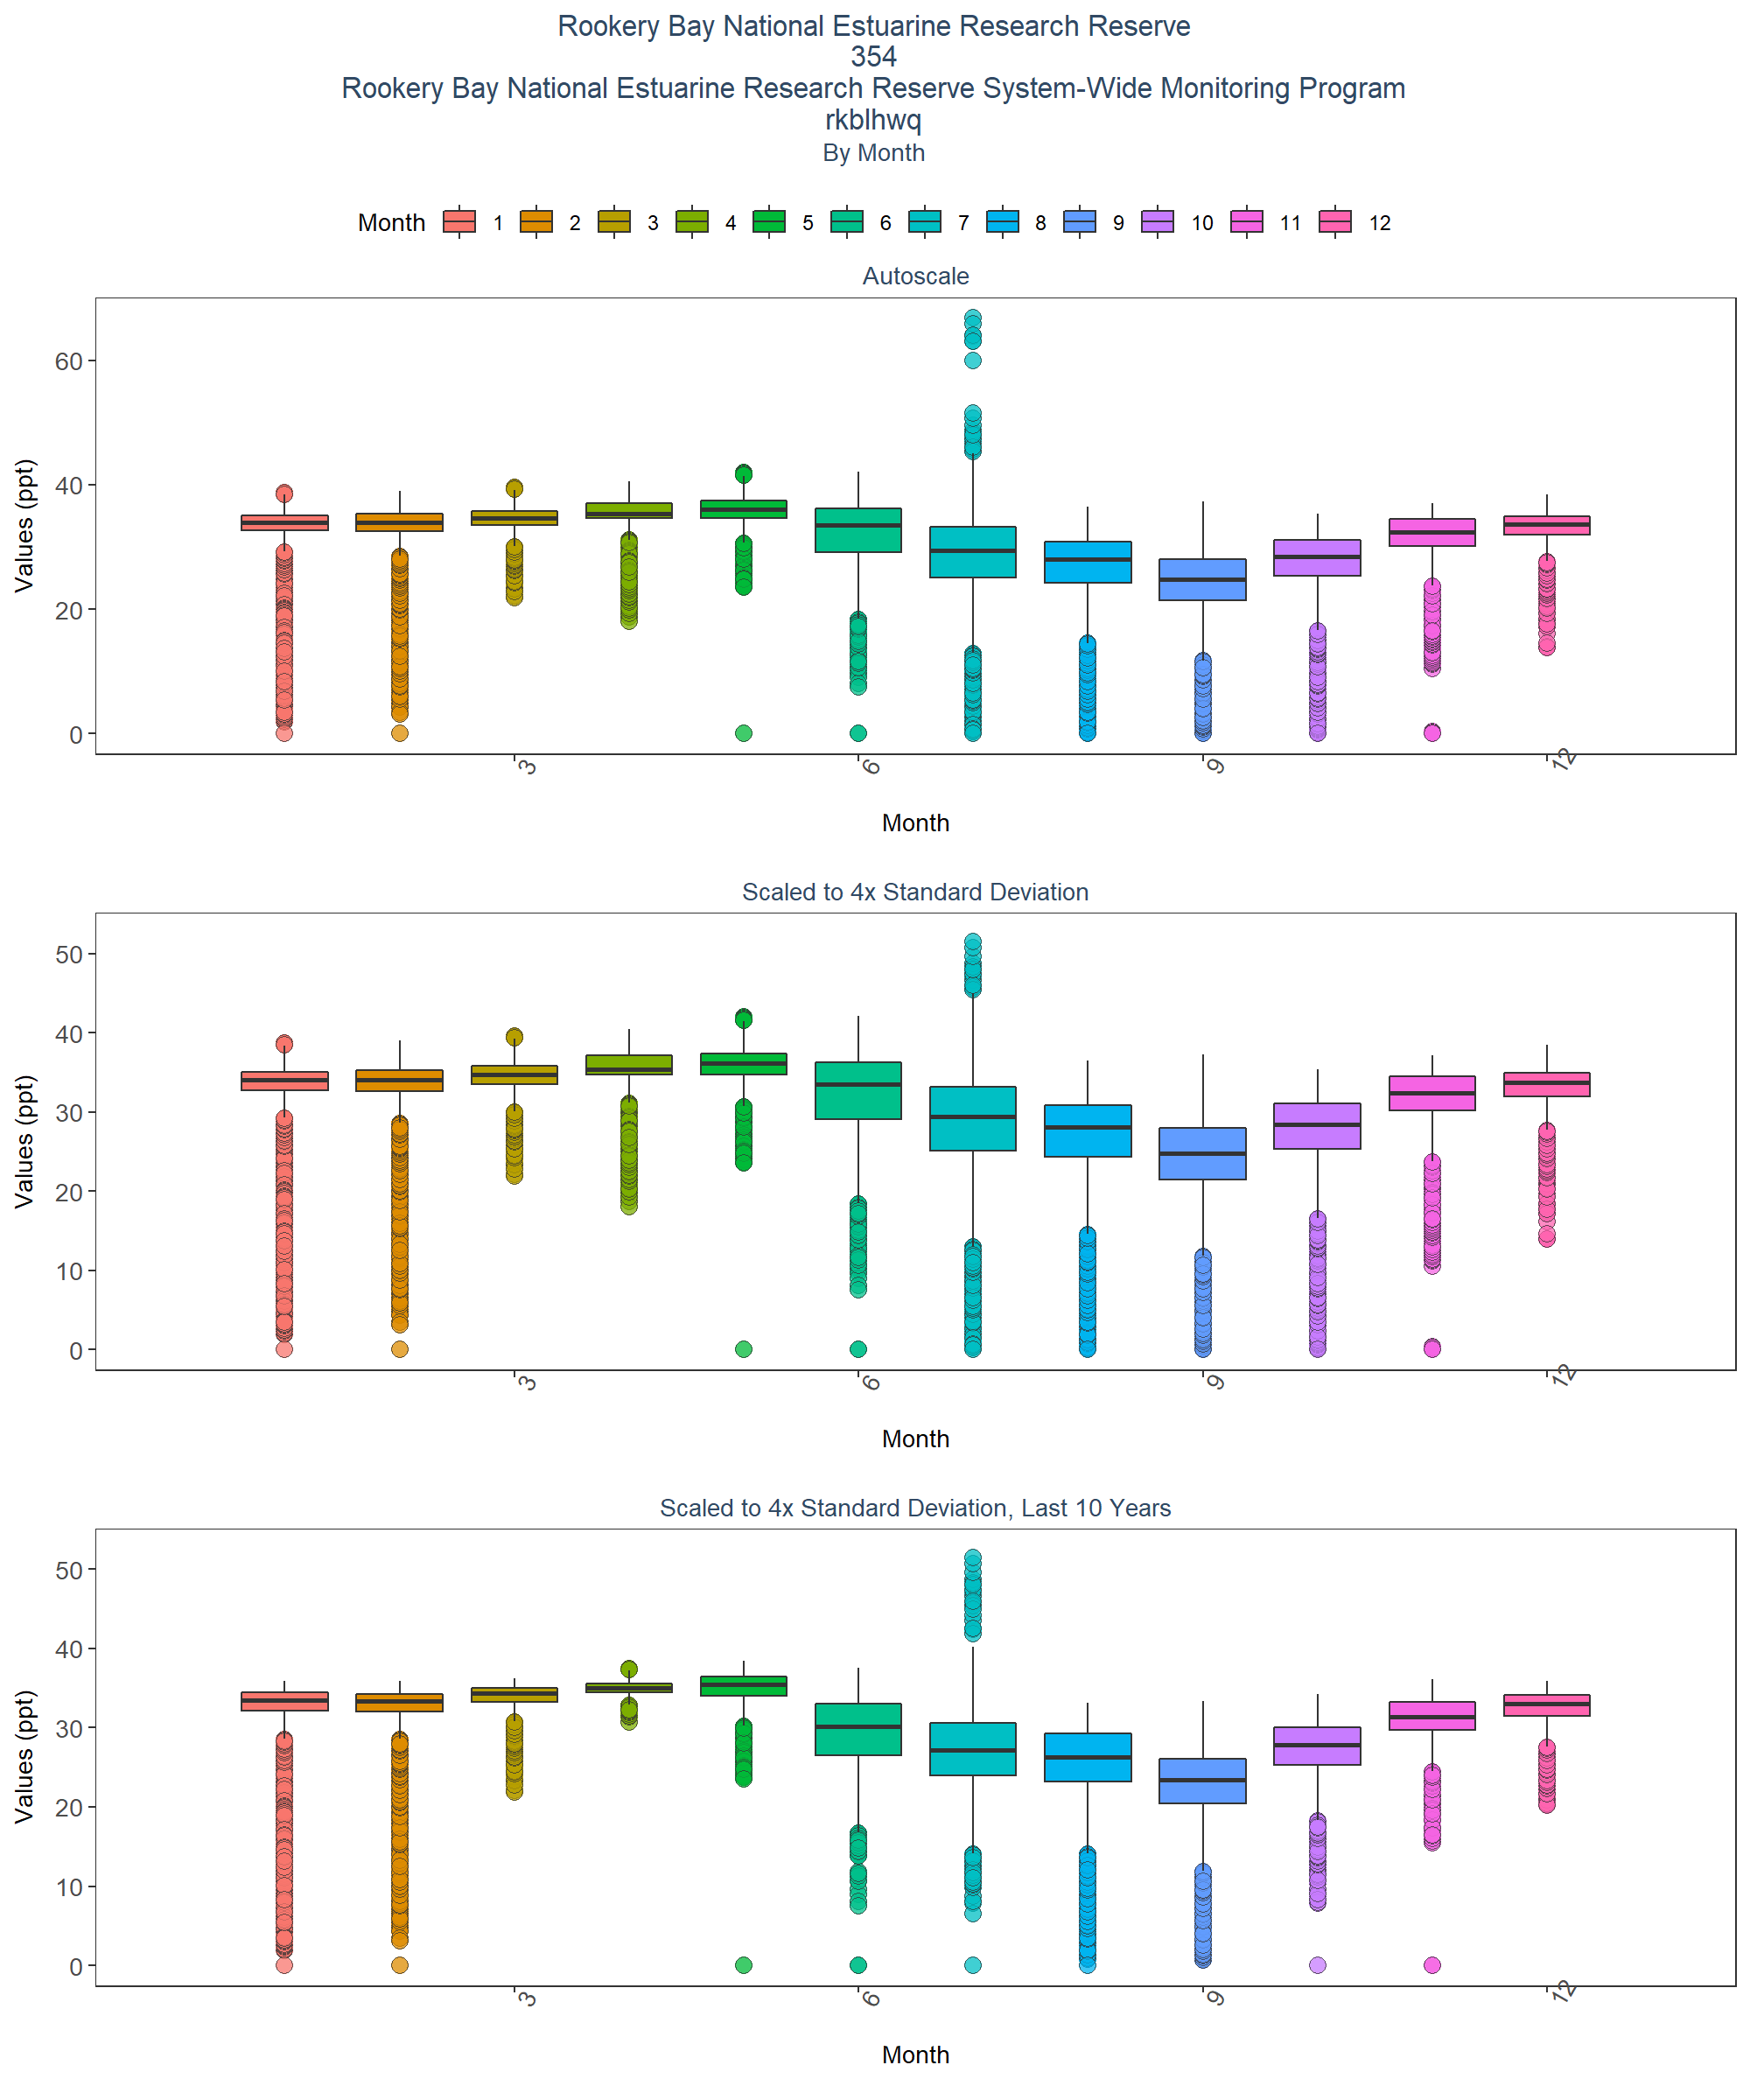 Rookery Bay National Estuarine Research Reserve
354
Rookery Bay National Estuarine Research Reserve System-Wide Monitoring Program
rkblhwq
By Month
Month 1 2 3 4 5 6 7 8 9 10 11 12
Autoscale
Values (ppt)
60
40
20
0
3 6 9 12
Month
Scaled to 4x Standard Deviation
Values (ppt)
50
40
30
20
10
0
3 6 9 12
Month
Scaled to 4x Standard Deviation, Last 10 Years
Values (ppt)
50
40
30
20
10
0
3 6 9 12
Month